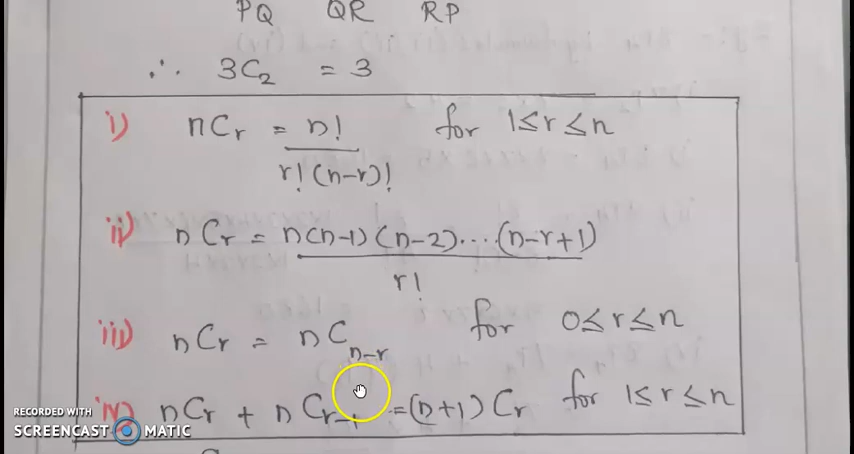 PQ QR RP
∴ 3C₂ = 3
i) nCᵣ = n! / r!(n-r)! for 1≤r≤n
ii) nCᵣ = n(n-1)(n-2)...(n-r+1) / r!
iii) nCᵣ = nCₙ₋ᵣ for 0≤r≤n
iv) nCᵣ + nCᵣ₋₁ = (n+1)Cᵣ for 1≤r≤n
RECORDED WITH
SCREENCAST MATIC